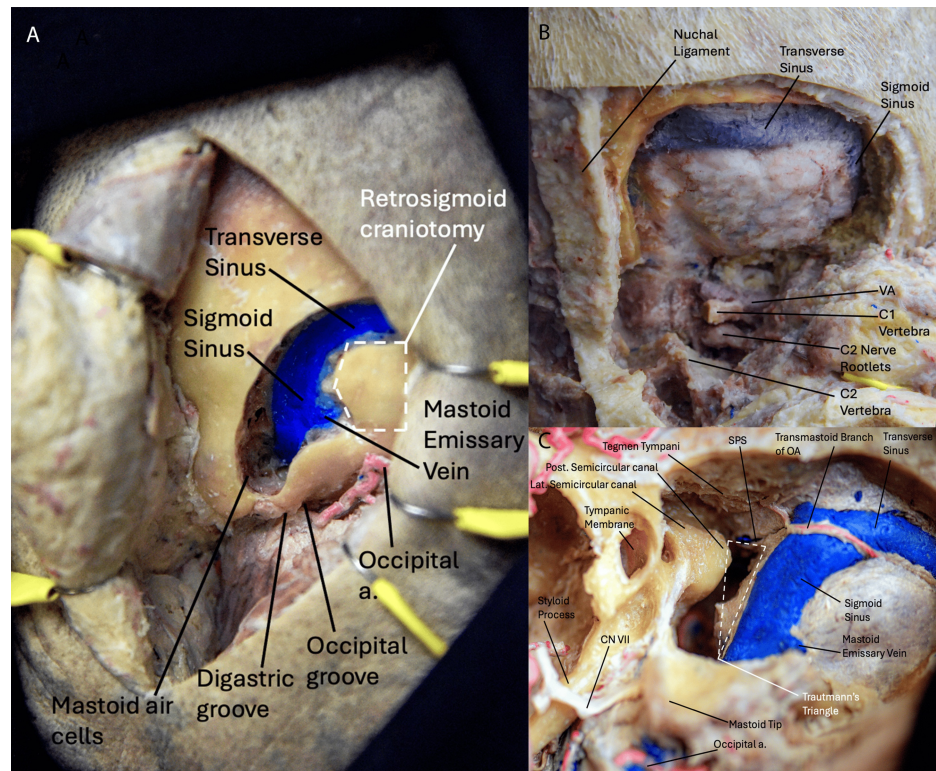 A
Retrosigmoid
craniotomy
Transverse
Sinus
Sigmoid
Sinus
Mastoid
Emissary
Vein
Occipital
a.
Occipital
groove
Digastric
groove
Mastoid air
cells
B
Nuchal
Ligament
Transverse
Sinus
Sigmoid
Sinus
VA
C1
Vertebra
C2 Nerve
Rootlets
C2
Vertebra
C
Tegmen Tympani
SPS
Transmastoid Branch
of OA
Transverse
Sinus
Post. Semicircular canal
Lat. Semicircular canal
Tympanic
Membrane
Styloid
Process
CN VII
Sigmoid
Sinus
Mastoid
Emissary Vein
Trautmann's
Triangle
Mastoid Tip
Occipital a.